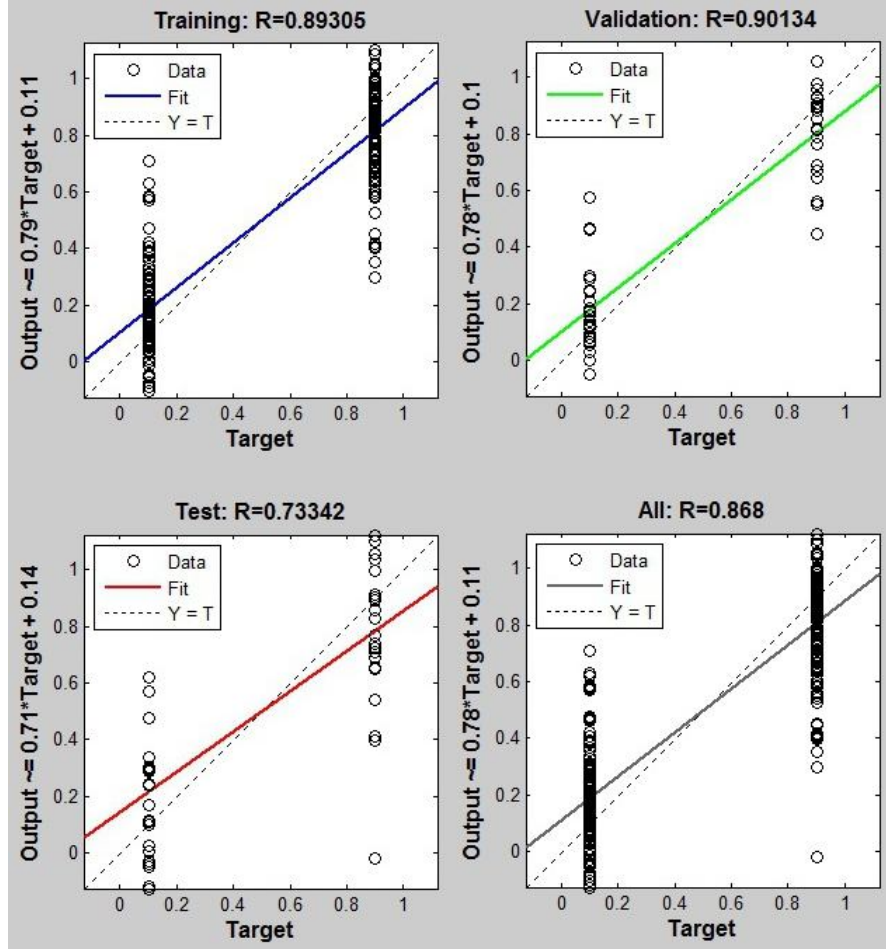 Training: R=0.89305
Output ~= 0.79*Target + 0.11
Data
Fit
Y = T
1
0.8
0.6
0.4
0.2
0
0 0.2 0.4 0.6 0.8 1
Target
Validation: R=0.90134
Output ~= 0.78*Target + 0.1
Data
Fit
Y = T
1
0.8
0.6
0.4
0.2
0
0 0.2 0.4 0.6 0.8 1
Target
Test: R=0.73342
Output ~= 0.71*Target + 0.14
Data
Fit
Y = T
1
0.8
0.6
0.4
0.2
0
0 0.2 0.4 0.6 0.8 1
Target
All: R=0.868
Output ~= 0.78*Target + 0.11
Data
Fit
Y = T
1
0.8
0.6
0.4
0.2
0
0 0.2 0.4 0.6 0.8 1
Target